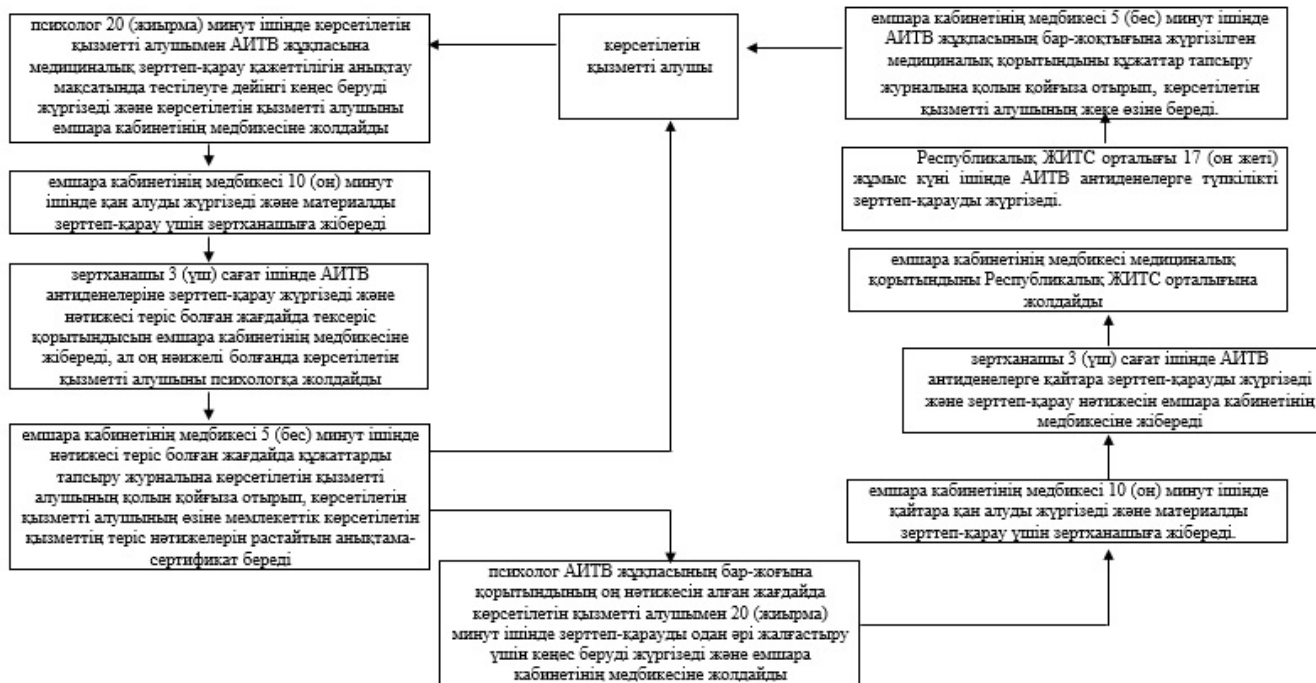 психолог 20 (жиырма) минут ішінде көрсетілетін
қызметті алушымен АИТВ жұқпасына
медициналық зерттеп-қарау қажеттілігін анықтау
мақсатында тестілеуге дейінгі кеңес беруді
жүргізеді және көрсетілетін қызметті алушыны
емшара кабинетінің медбикесіне жолдайды
емшара кабинетінің медбикесі 10 (он) минут
ішінде қан алуды жүргізеді және материалды
зерттеп-қарау үшін зертханашыға жібереді
зертханашы 3 (үш) сағат ішінде АИТВ
антиденелеріне зерттеп-қарау жүргізеді және
нәтижесі теріс болған жағдайда тексеріс
қорытындысын емшара кабинетінің медбикесіне
жібереді, ал оң нәижелі болғанда көрсетілетін
қызметті алушыны психологқа жолдайды
емшара кабинетінің медбикесі 5 (бес) минут ішінде
нәтижесі теріс болған жағдайда құжаттарды
тапсыру журналына көрсетілетін қызметті
алушының қолын қойғыза отырып, көрсетілетін
қызметті алушының өзіне мемлекеттік көрсетілетін
қызметтің теріс нәтижелерін растайтын анықтама-
сертификат береді
көрсетілетін
қызметті алушы
психолог АИТВ жұқпасының бар-жоғына
қорытындының оң нәтижесін алған жағдайда
көрсетілетін қызметті алушымен 20 (жиырма)
минут ішінде зерттеп-қарауды одан әрі жалғастыру
үшін кеңес беруді жүргізеді және емшара
кабинетінің медбикесіне жолдайды
емшара кабинетінің медбикесі 5 (бес) минут ішінде
АИТВ жұқпасының бар-жоқтығына жүргізілген
медициналық қорытындыны құжаттар тапсыру
журналына қолын қойғыза отырып, көрсетілетін
қызметті алушының жеке өзіне береді.
Республикалық ЖИТС орталығы 17 (он жеті)
жұмыс күні ішінде АИТВ антиденелерге түпкілікті
зерттеп-қарауды жүргізеді.
емшара кабинетінің медбикесі медициналық
қорытындыны Республикалық ЖИТС орталығына
жолдайды
зертханашы 3 (үш) сағат ішінде АИТВ
антиденелерге қайтара зерттеп-қарауды жүргізеді
және зерттеп-қарау нәтижесін емшара кабинетінің
медбикесіне жібереді
емшара кабинетінің медбикесі 10 (он) минут ішінде
қайтара қан алуды жүргізеді және материалды
зерттеп-қарау үшін зертханашыға жібереді.